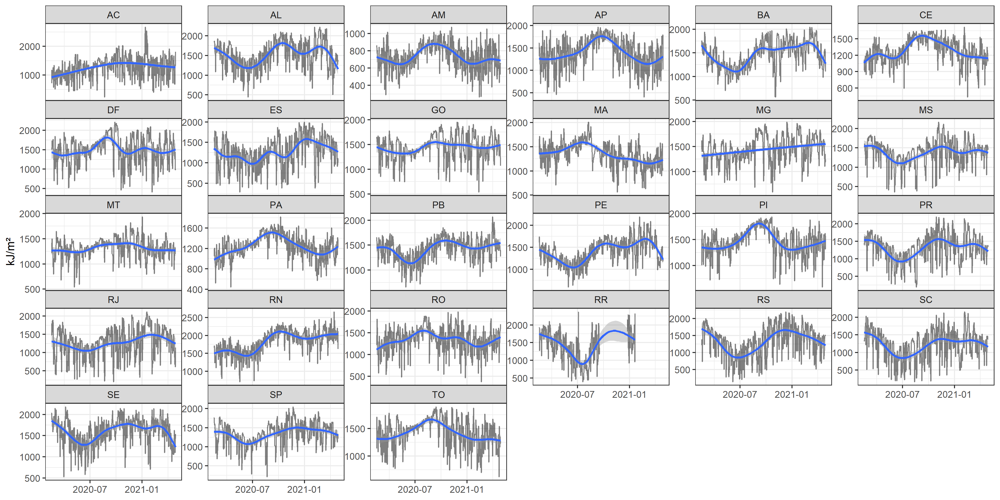 AC AL AM AP BA CE
2000 1000
2000 1500 1000 500
1000 800 600 400
2000 1500 1000 500
2000 1500 1000 500
1500 1200 900 600
DF ES GO MA MG MS
2000 1500 1000 500
2000 1500 1000 500
2000 1500 1000 500
2000 1500 1000 500
2000 1500 1000
2000 1500 1000 500
MT PA PB PE PI PR
kJ/m²
2000 1500 1000 500
1600 1200 800 400
2000 1500 1000
2000 1500 1000
2000 1500 1000
2000 1500 1000 500
RJ RN RO RR RS SC
2000 1500 1000 500
2500 2000 1500 1000
2000 1500 1000 500
2000 1500 1000 500
2000 1500 1000 500
2000 1500 1000 500
2020-07 2021-01 2020-07 2021-01 2020-07 2021-01
SE SP TO
2000 1500 1000 500
2000 1500 1000 500
1500 1000
2020-07 2021-01 2020-07 2021-01 2020-07 2021-01